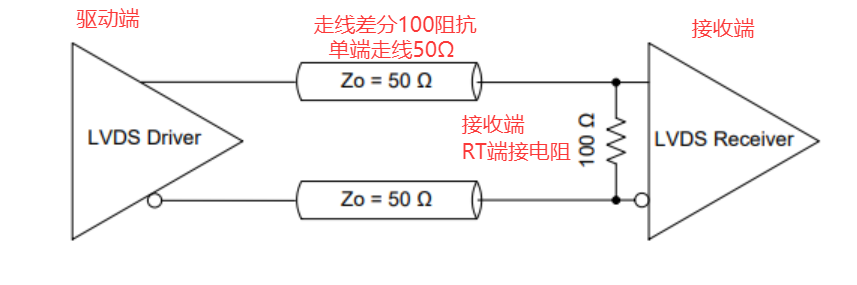 驱动端
走线差分100阻抗
单端走线50Ω
接收端
Zo = 50 Ω
LVDS Driver
接收端
RT端接电阻
100 Ω
LVDS Receiver
Zo = 50 Ω